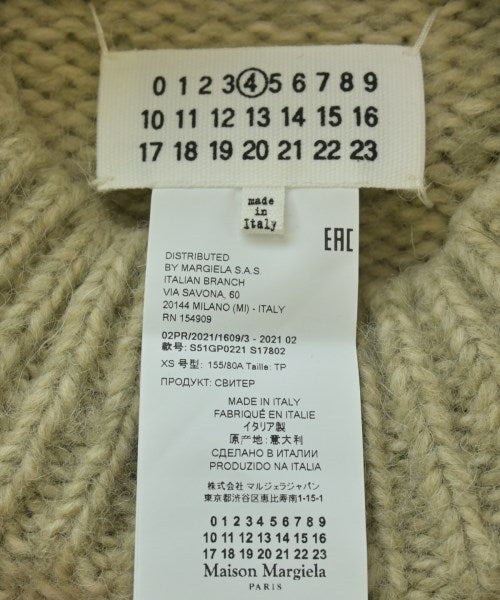 0 1 2 3 4 5 6 7 8 9
10 11 12 13 14 15 16
17 18 19 20 21 22 23
made
in
Italy
EAC
DISTRIBUTED
BY MARGIELA S.A.S.
ITALIAN BRANCH
VIA SAVONA, 60
20144 MILANO (MI) - ITALY
RN 154909
02PR/2021/1609/3 - 2021 02
款号: S51GP0221 S17802
XS 号型: 155/80A Taille: TP
ПРОДУКТ: СВИТЕР
MADE IN ITALY
FABRIQUÉ EN ITALIE
イタリア製
原产地: 意大利
СДЕЛАНО В ИТАЛИИ
PRODUZIDO NA ITALIA
株式会社 マルジェラジャパン
東京都渋谷区恵比寿南1-15-1
0 1 2 3 4 5 6 7 8 9
10 11 12 13 14 15 16
17 18 19 20 21 22 23
Maison Margiela
PARIS